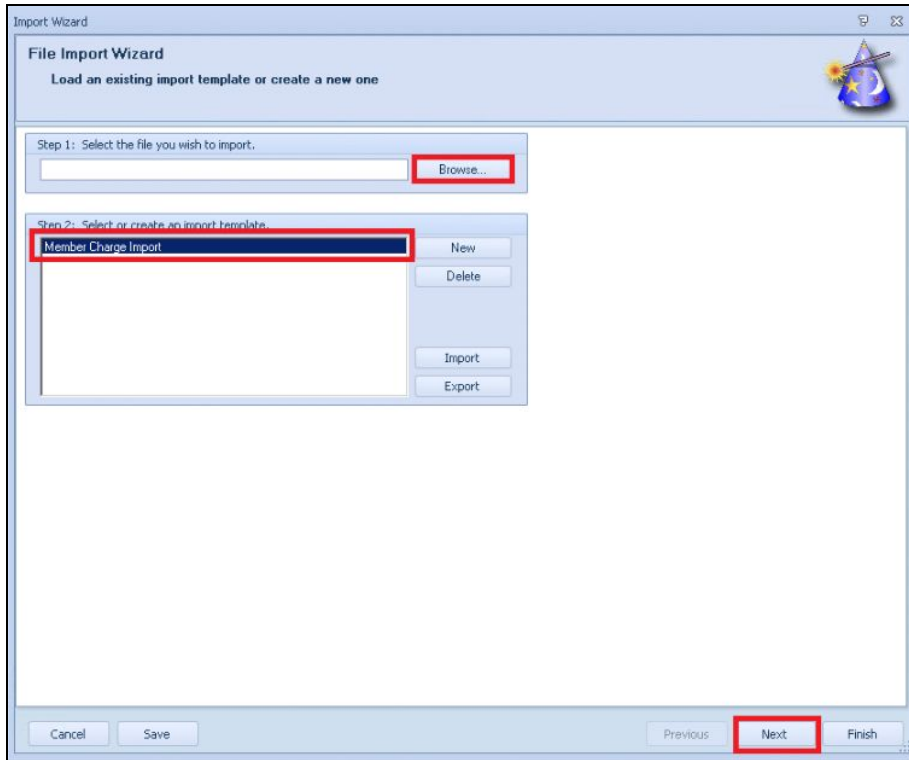 Import Wizard
File Import Wizard
Load an existing import template or create a new one
Step 1: Select the file you wish to import.
Browse...
Step 2: Select or create an import template.
Member Charge Import
New
Delete
Import
Export
Cancel
Save
Previous
Next
Finish